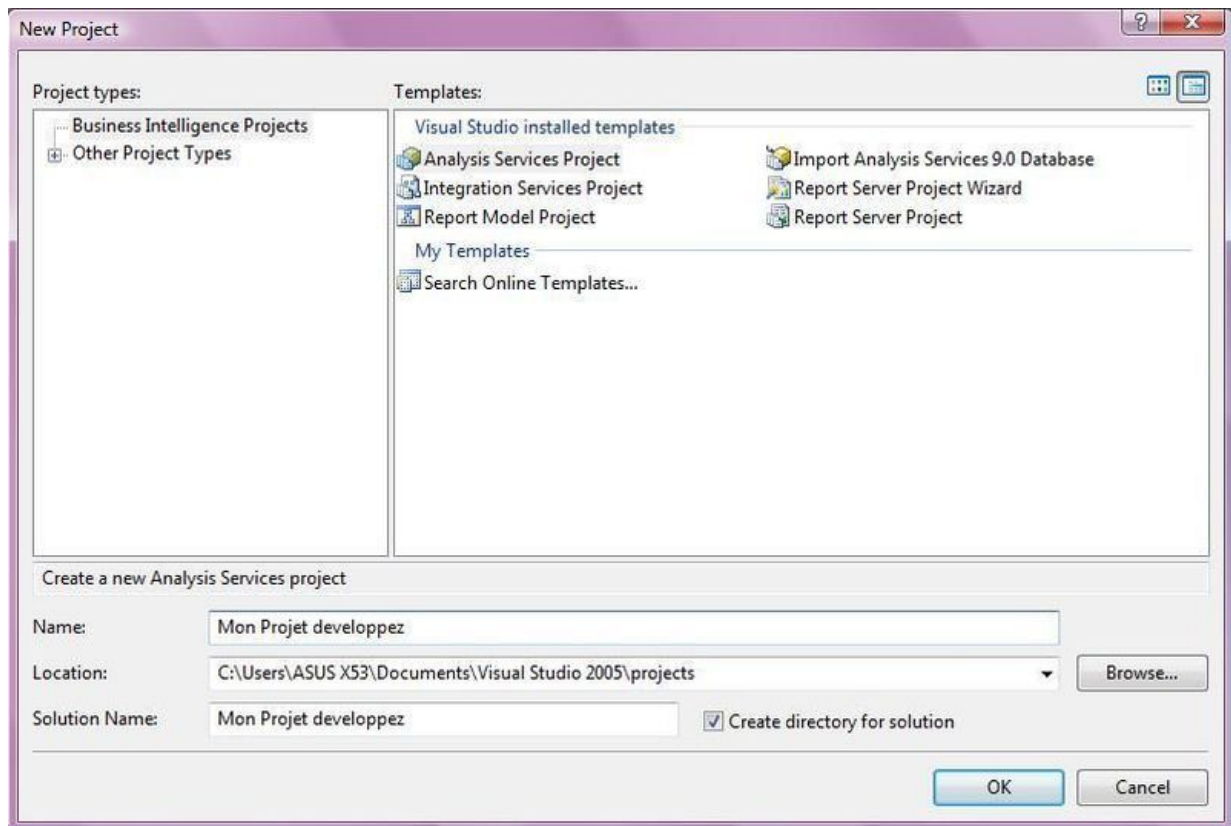 New Project
Project types:
Templates:
Business Intelligence Projects
Other Project Types
Visual Studio installed templates
Analysis Services Project
Import Analysis Services 9.0 Database
Integration Services Project
Report Server Project Wizard
Report Model Project
Report Server Project
My Templates
Search Online Templates...
Create a new Analysis Services project
Name: Mon Projet developpez
Location: C:\Users\ASUS X53\Documents\Visual Studio 2005\projects Browse...
Solution Name: Mon Projet developpez Create directory for solution
OK Cancel